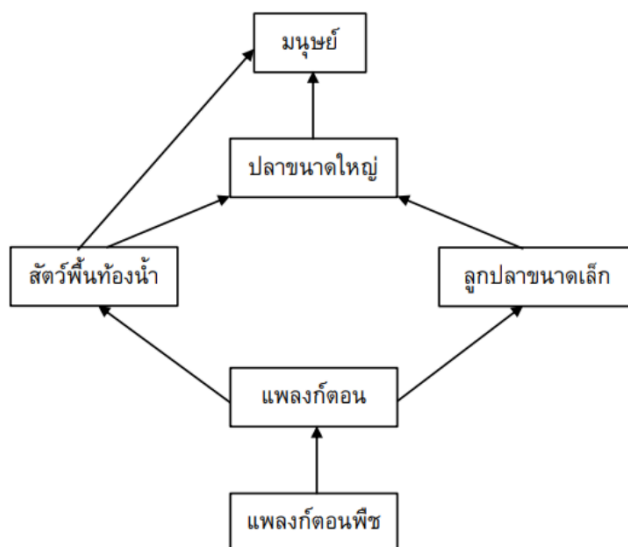 มนุษย์
ปลาขนาดใหญ่
สัตว์พื้นท้องน้ำ
ลูกปลาขนาดเล็ก
แพลงก์ตอน
แพลงก์ตอนพืช